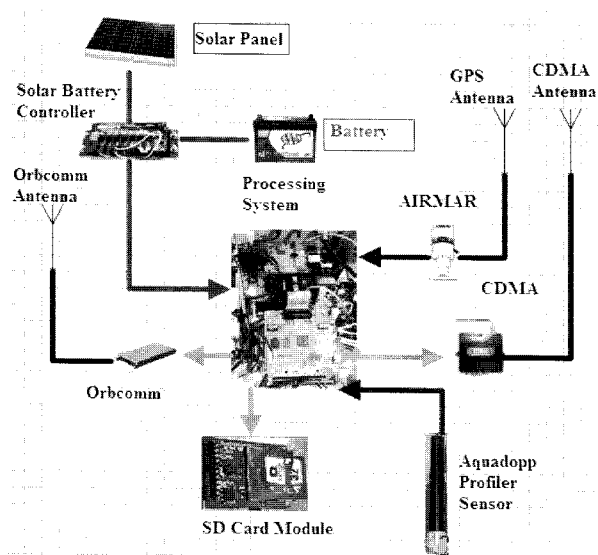 Solar Panel
Solar Battery
Controller
Battery
GPS
Antenna
CDMA
Antenna
Orbcomm
Antenna
Processing
System
AIRMAR
CDMA
Orbcomm
SD Card Module
Aquadopp
Profiler
Sensor